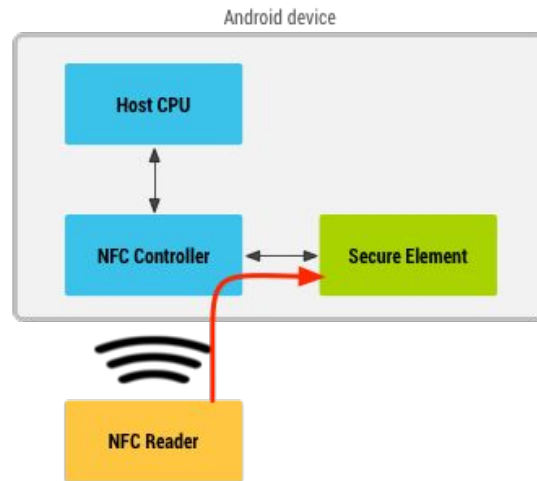 Android device
Host CPU
NFC Controller
Secure Element
NFC Reader